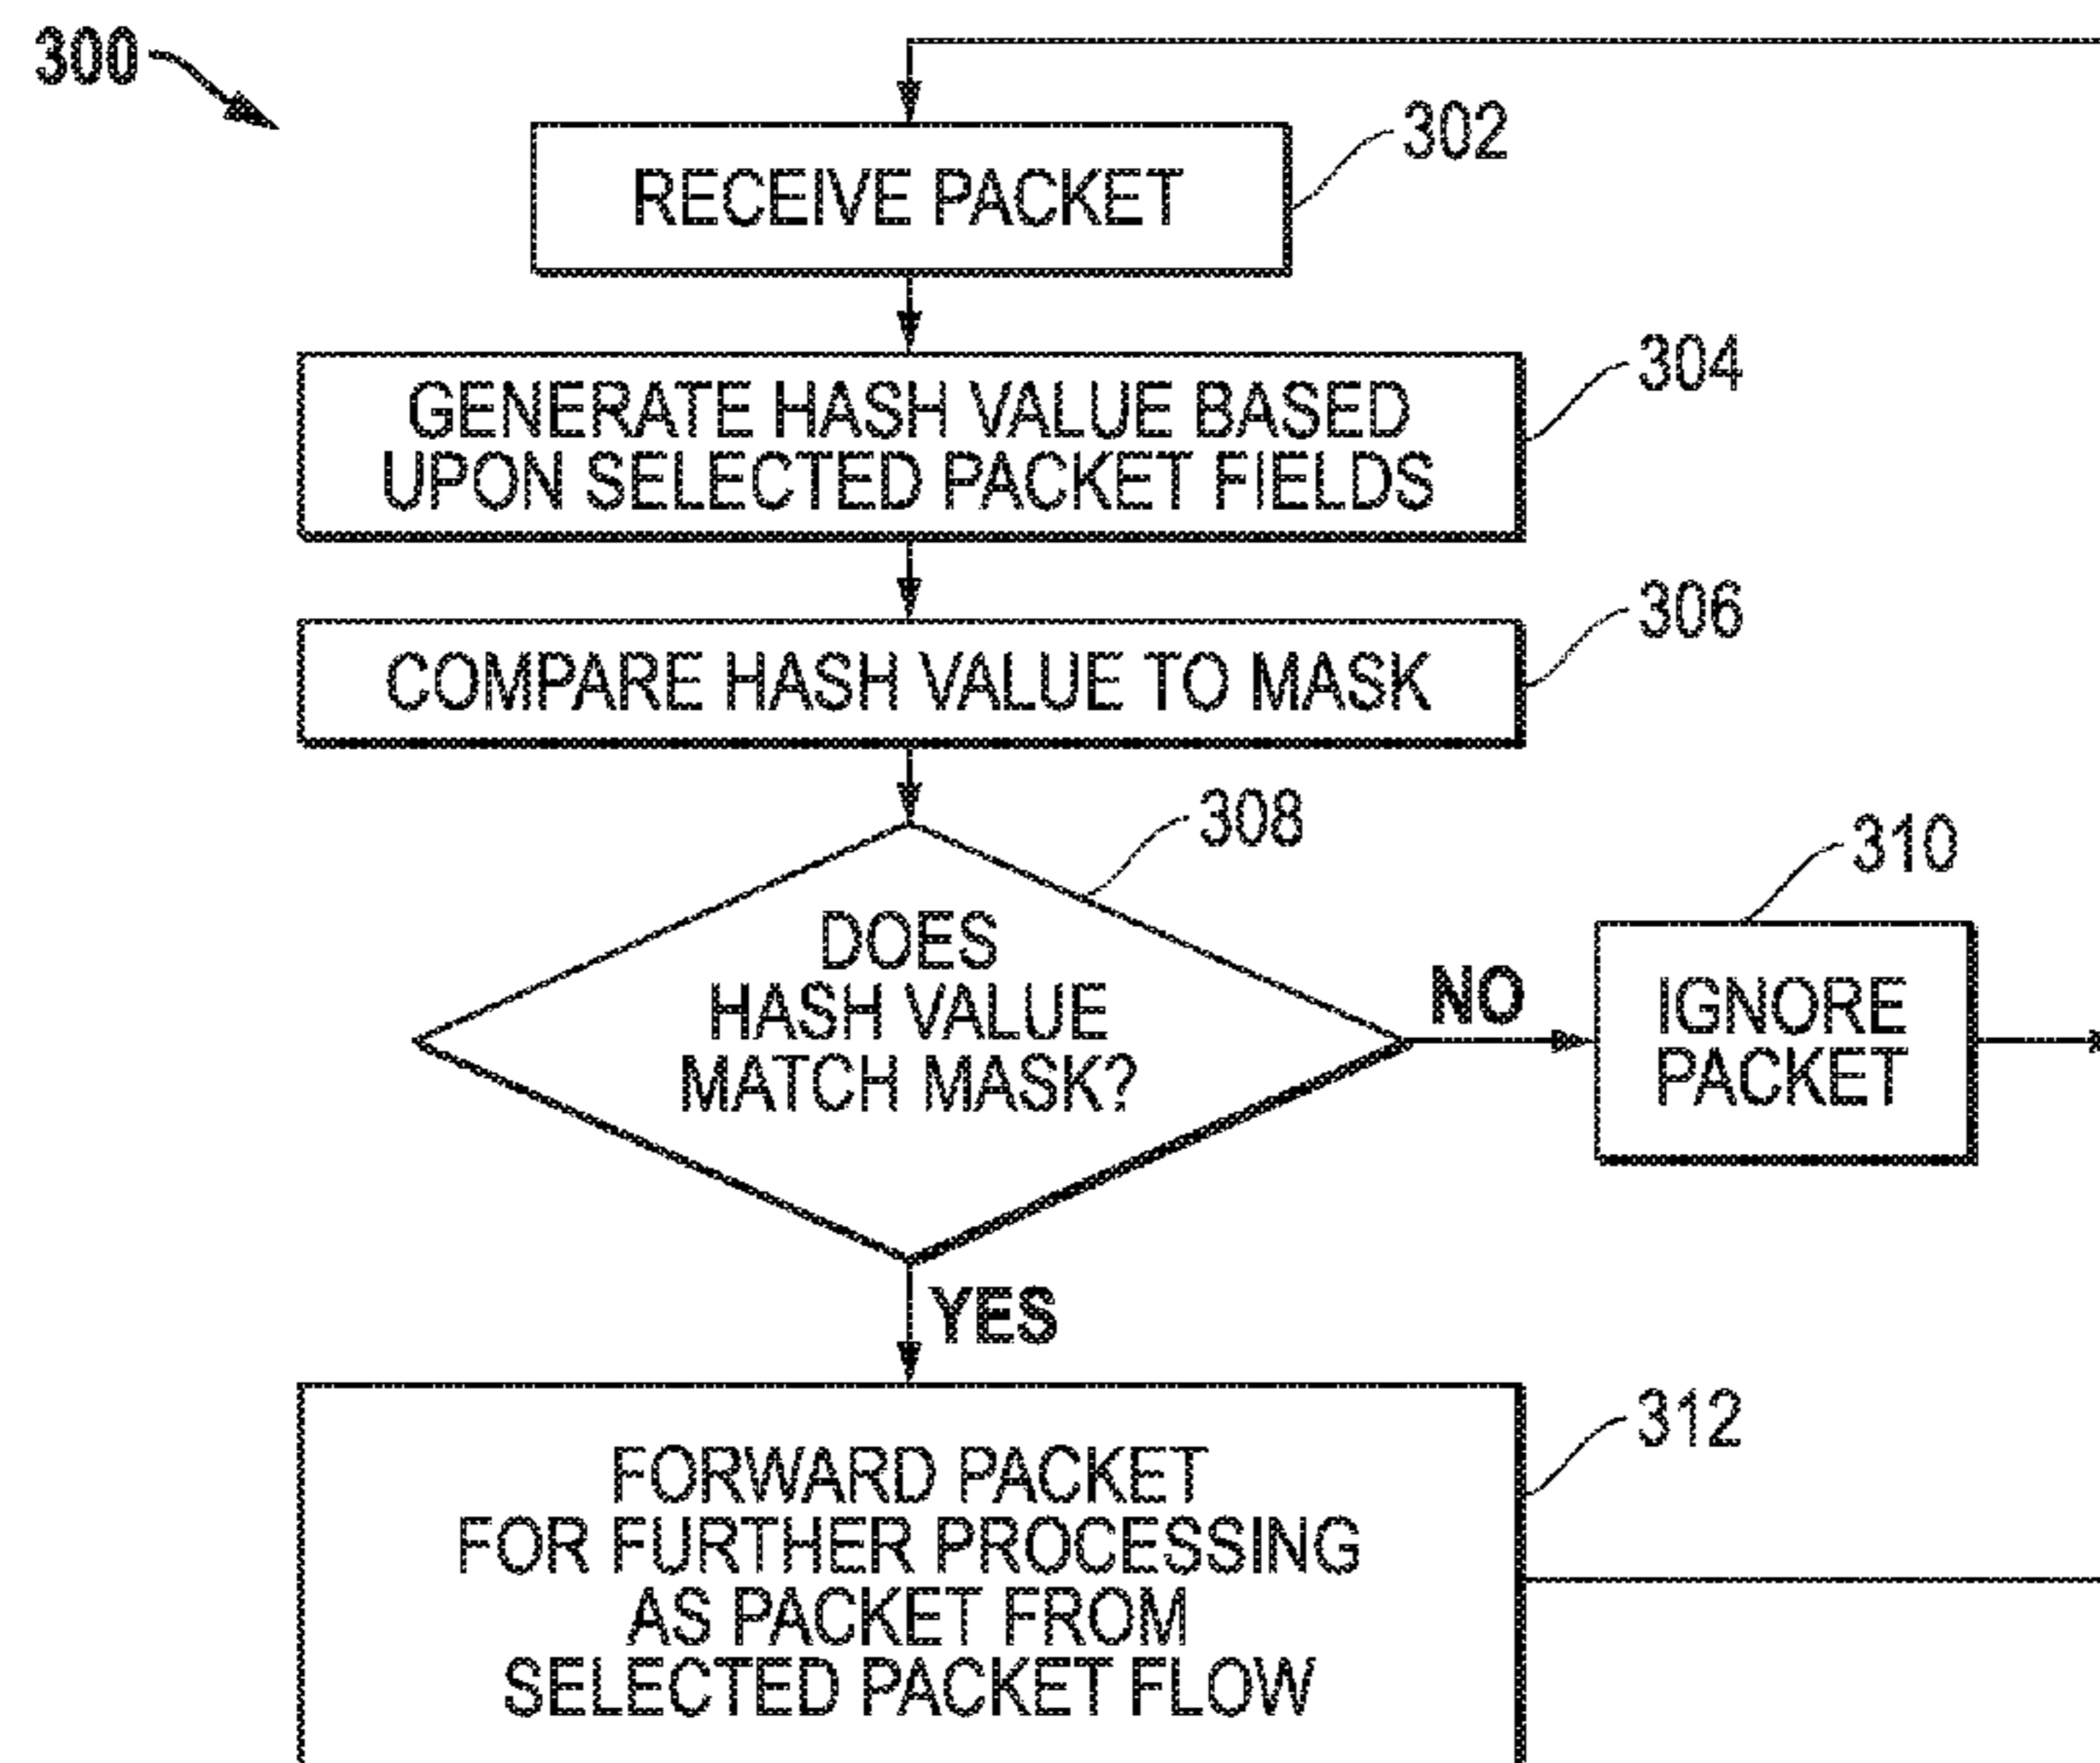 300
302
RECEIVE PACKET
304
GENERATE HASH VALUE BASED
UPON SELECTED PACKET FIELDS
306
COMPARE HASH VALUE TO MASK
308
DOES
HASH VALUE
MATCH MASK?
NO
310
IGNORE
PACKET
YES
312
FORWARD PACKET
FOR FURTHER PROCESSING
AS PACKET FROM
SELECTED PACKET FLOW